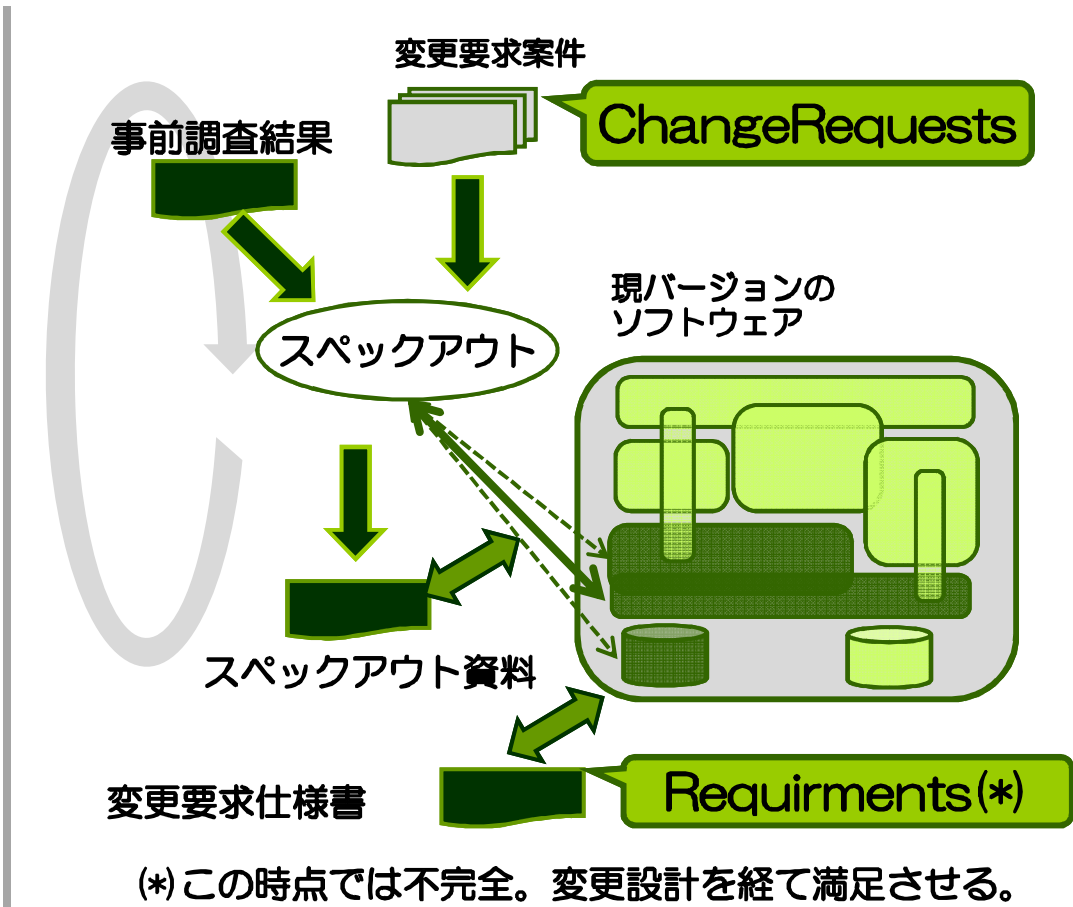 変更要求案件
ChangeRequests
事前調査結果
現バージョンの
ソフトウェア
スペックアウト
スペックアウト資料
変更要求仕様書
Requirments(*)
(*)この時点では不完全。変更設計を経て満足させる。